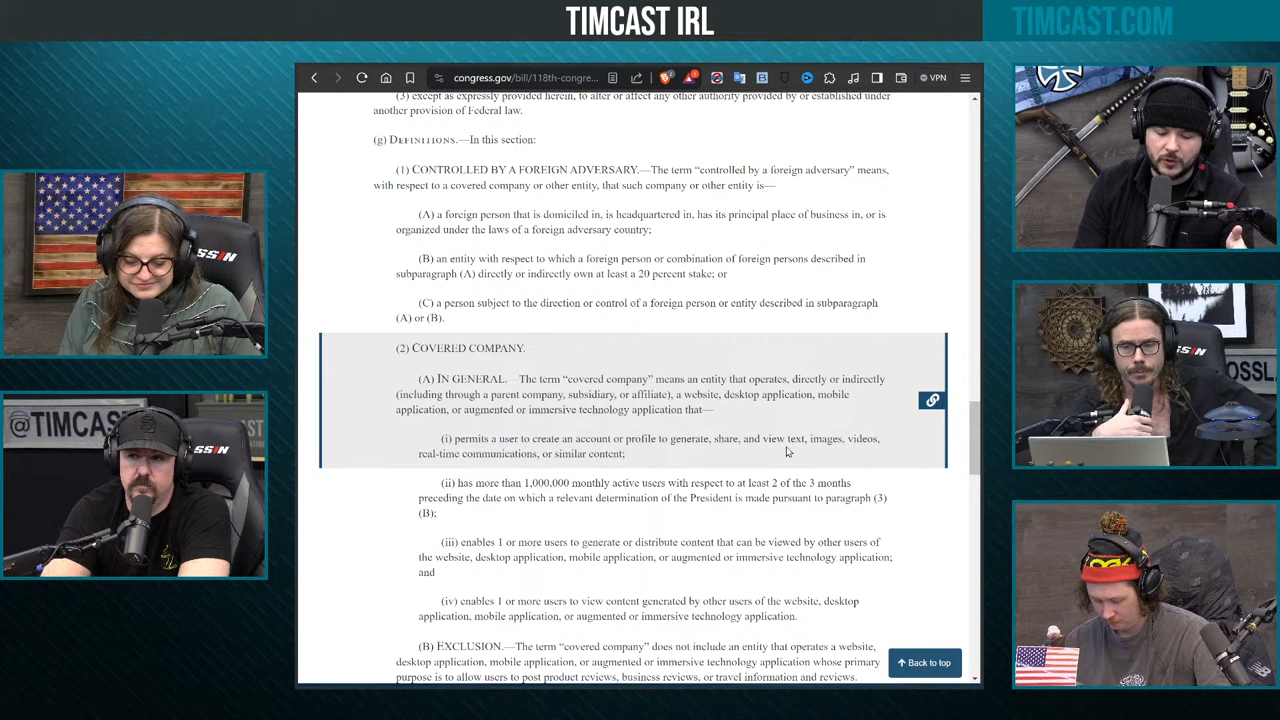 TIMCAST IRL
TIMCAST.COM
congress.gov/bill/118th-congre...
VPN
(3) except as expressly provided herein, to alter or affect any other authority provided by or established under
another provision of Federal law.
(g) DEFINITIONS.—In this section:
(1) CONTROLLED BY A FOREIGN ADVERSARY.—The term “controlled by a foreign adversary” means,
with respect to a covered company or other entity, that such company or other entity is—
(A) a foreign person that is domiciled in, is headquartered in, has its principal place of business in, or is
organized under the laws of a foreign adversary country;
(B) an entity with respect to which a foreign person or combination of foreign persons described in
subparagraph (A) directly or indirectly own at least a 20 percent stake; or
(C) a person subject to the direction or control of a foreign person or entity described in subparagraph
(A) or (B).
(2) COVERED COMPANY.
(A) IN GENERAL. The term “covered company” means an entity that operates, directly or indirectly
(including through a parent company, subsidiary, or affiliate), a website, desktop application, mobile
application, or augmented or immersive technology application that—
(i) permits a user to create an account or profile to generate, share, and view text, images, videos,
real-time communications, or similar content;
(ii) has more than 1,000,000 monthly active users with respect to at least 2 of the 3 months
preceding the date on which a relevant determination of the President is made pursuant to paragraph (3)
(B);
(iii) enables 1 or more users to generate or distribute content that can be viewed by other users of
the website, desktop application, mobile application, or augmented or immersive technology application;
and
(iv) enables 1 or more users to view content generated by other users of the website, desktop
application, mobile application, or augmented or immersive technology application.
(B) EXCLUSION.—The term “covered company” does not include an entity that operates a website,
desktop application, mobile application, or augmented or immersive technology application whose primary
purpose is to allow users to post product reviews, business reviews, or travel information and reviews.
Back to top
SSIN
@TIMCAS
SSIN